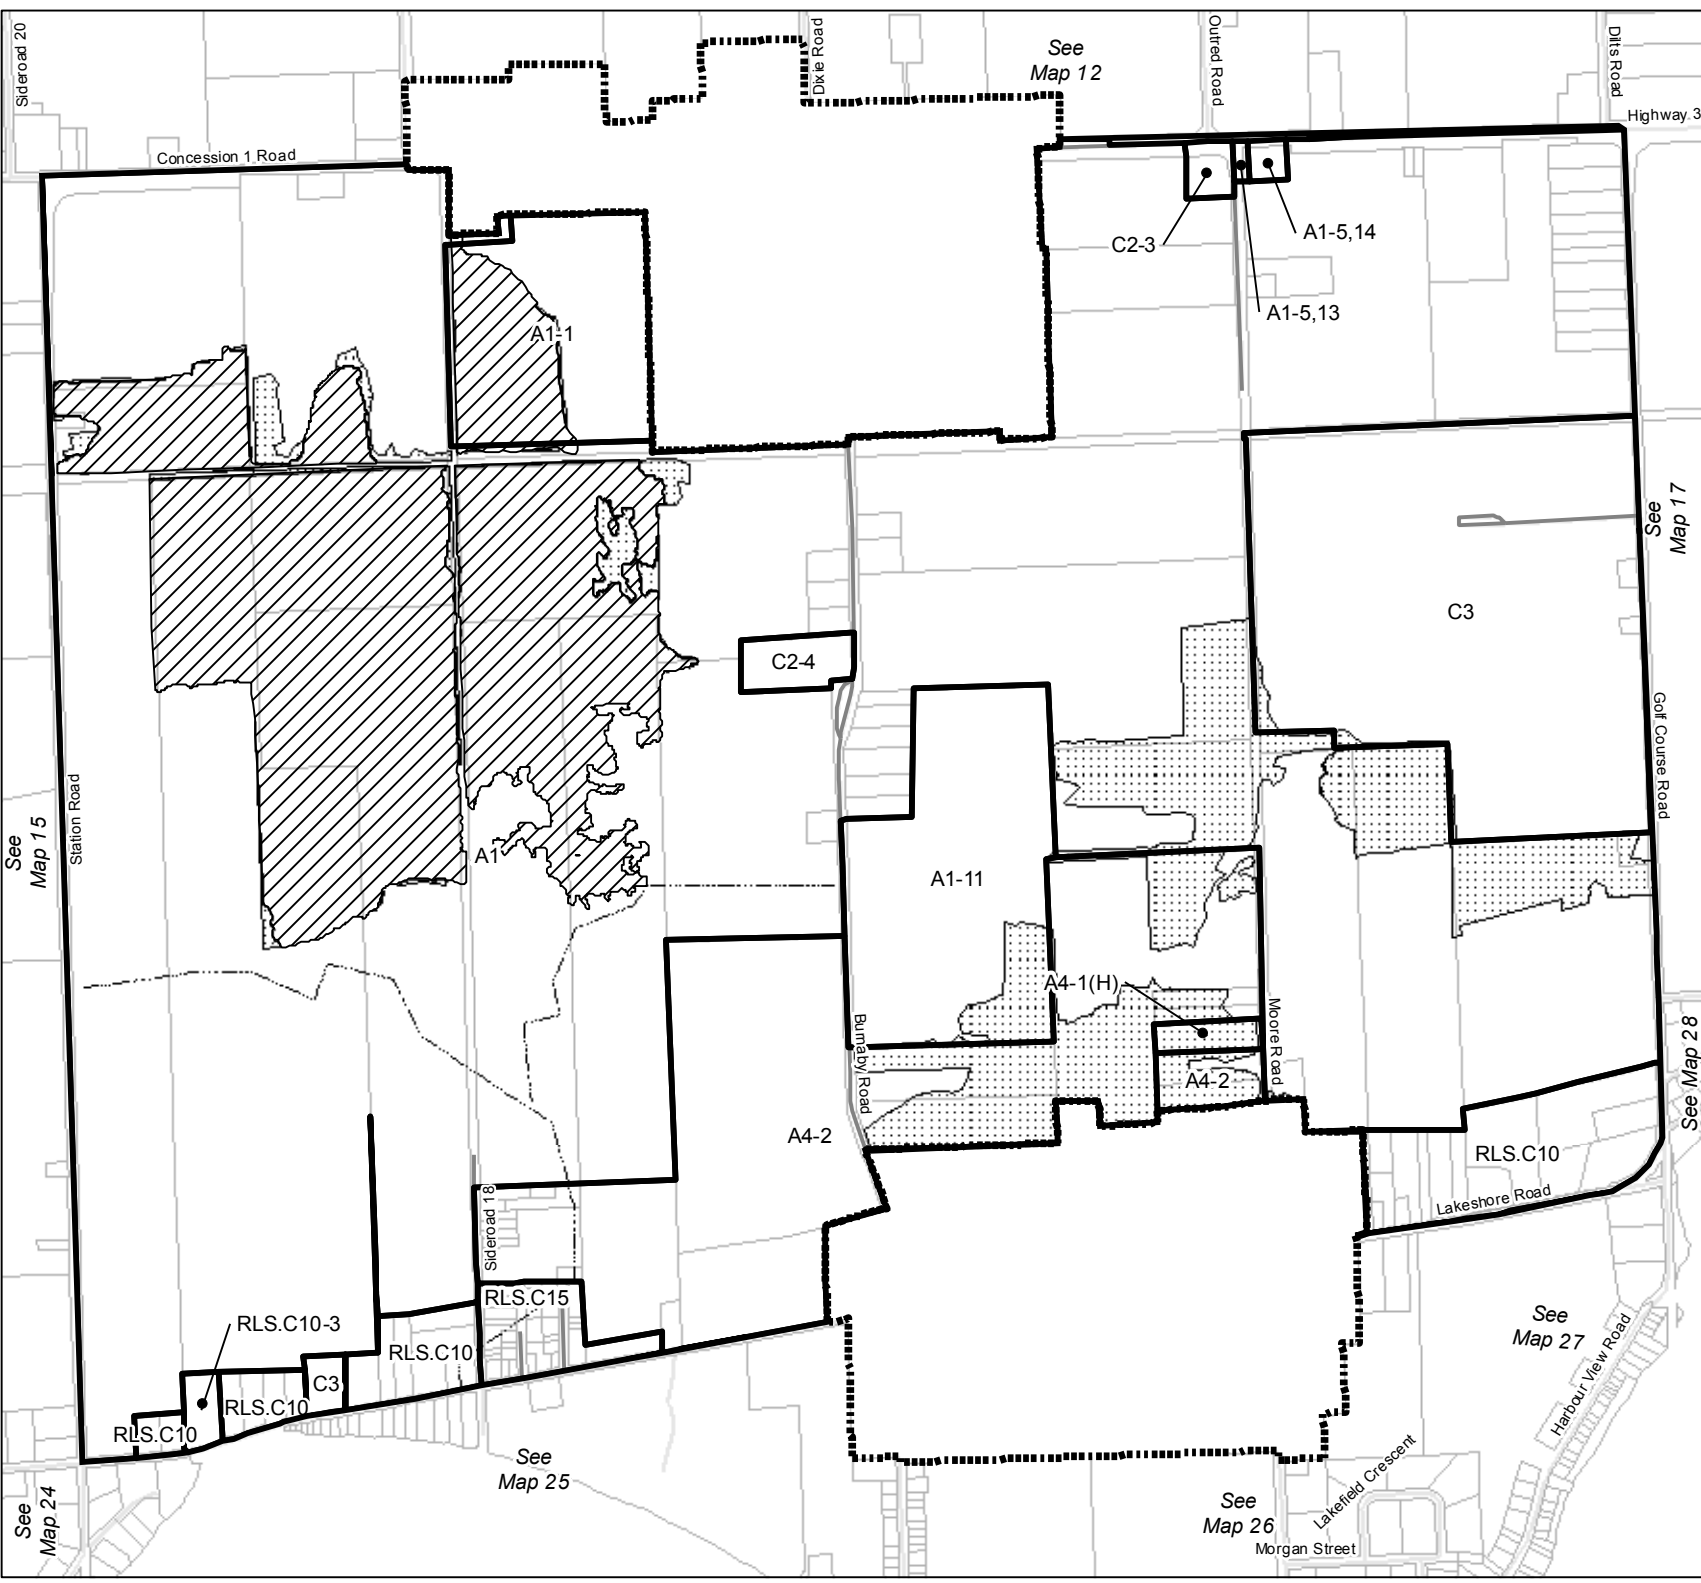 Sideroad 20
Dixie Road
See
Map 12
Outred Road
Dilts Road
Highway 3
Concession 1 Road
C2-3
A1-5,14
A1-5,13
A1-1
See
Map 17
C3
C2-4
Golf Course Road
Station Road
See
Map 15
A1
A1-11
A4-1(H)
Moore Road
Burnaby Road
A4-2
A4-2
See Map 28
RLS.C10
Lakeshore Road
Sideroad 18
RLS.C15
RLS.C10-3
RLS.C10
C3
RLS.C10
RLS.C10
See
Map 27
Harbour View Road
See
Map 25
See
Map 24
See
Map 26
Lakefield Crescent
Morgan Street